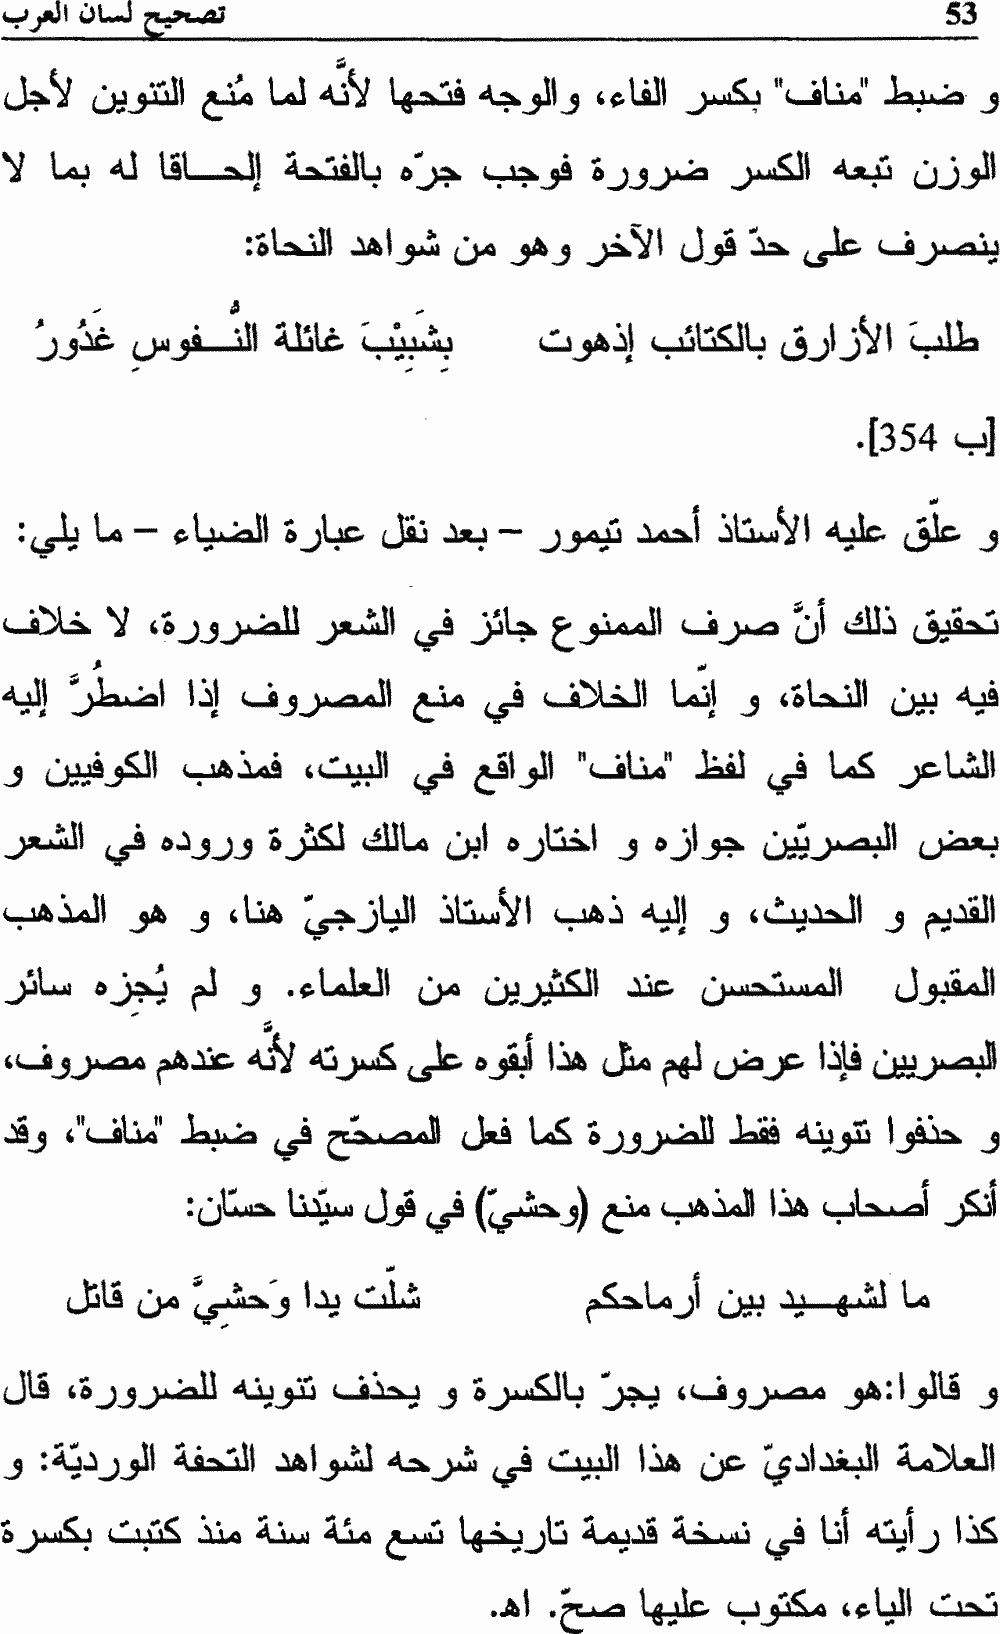 53 تصحيح لسان العرب
و ضبط "مناف" بكسر الفاء، والوجه فتحها لأنَّه لما مُنع التنوين لأجل
الوزن تبعه الكسر ضرورة فوجب جرّه بالفتحة إلحـــاقا له بما لا
ينصرف على حدّ قول الآخر وهو من شواهد النحاة:
طلبَ الأزارق بالكتائب إذهوت بِشَبِيْبَ غائلة النُّـــفوسِ غَدُورُ
[ب 354].
و علّق عليه الأستاذ أحمد تيمور – بعد نقل عبارة الضياء – ما يلي:
تحقيق ذلك أنَّ صرف الممنوع جائز في الشعر للضرورة، لا خلاف
فيه بين النحاة، و إنّما الخلاف في منع المصروف إذا اضطُرَّ إليه
الشاعر كما في لفظ "مناف" الواقع في البيت، فمذهب الكوفيين و
بعض البصريّين جوازه و اختاره ابن مالك لكثرة وروده في الشعر
القديم و الحديث، و إليه ذهب الأستاذ اليازجيّ هنا، و هو المذهب
المقبول المستحسن عند الكثيرين من العلماء. و لم يُجِزه سائر
البصريين فإذا عرض لهم مثل هذا أبقوه على كسرته لأنَّه عندهم مصروف،
و حذفوا تنوينه فقط للضرورة كما فعل المصحّح في ضبط "مناف"، وقد
أنكر أصحاب هذا المذهب منع (وحشيّ) في قول سيّدنا حسّان:
ما لشهـــيد بين أرماحكم شلّت يدا وَحشِيَّ من قاتل
و قالوا:هو مصروف، يجرّ بالكسرة و يحذف تنوينه للضرورة، قال
العلامة البغداديّ عن هذا البيت في شرحه لشواهد التحفة الورديّة: و
كذا رأيته أنا في نسخة قديمة تاريخها تسع مئة سنة منذ كتبت بكسرة
تحت الياء، مكتوب عليها صحّ. اهـ.